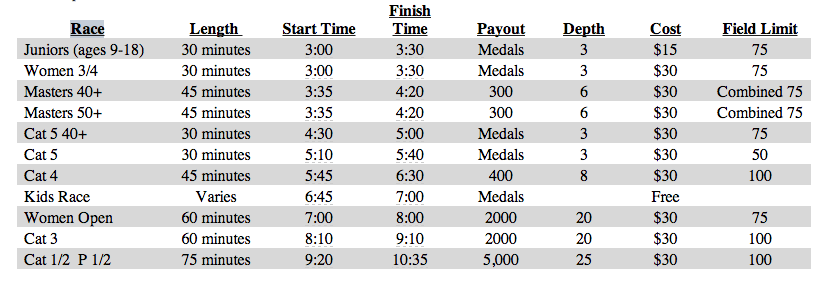 Finish
Race Length Start Time Time Payout Depth Cost Field Limit
Juniors (ages 9-18) 30 minutes 3:00 3:30 Medals 3 $15 75
Women 3/4 30 minutes 3:00 3:30 Medals 3 $30 75
Masters 40+ 45 minutes 3:35 4:20 300 6 $30 Combined 75
Masters 50+ 45 minutes 3:35 4:20 300 6 $30 Combined 75
Cat 5 40+ 30 minutes 4:30 5:00 Medals 3 $30 75
Cat 5 30 minutes 5:10 5:40 Medals 3 $30 50
Cat 4 45 minutes 5:45 6:30 400 8 $30 100
Kids Race Varies 6:45 7:00 Medals Free
Women Open 60 minutes 7:00 8:00 2000 20 $30 75
Cat 3 60 minutes 8:10 9:10 2000 20 $30 100
Cat 1/2 P 1/2 75 minutes 9:20 10:35 5,000 25 $30 100